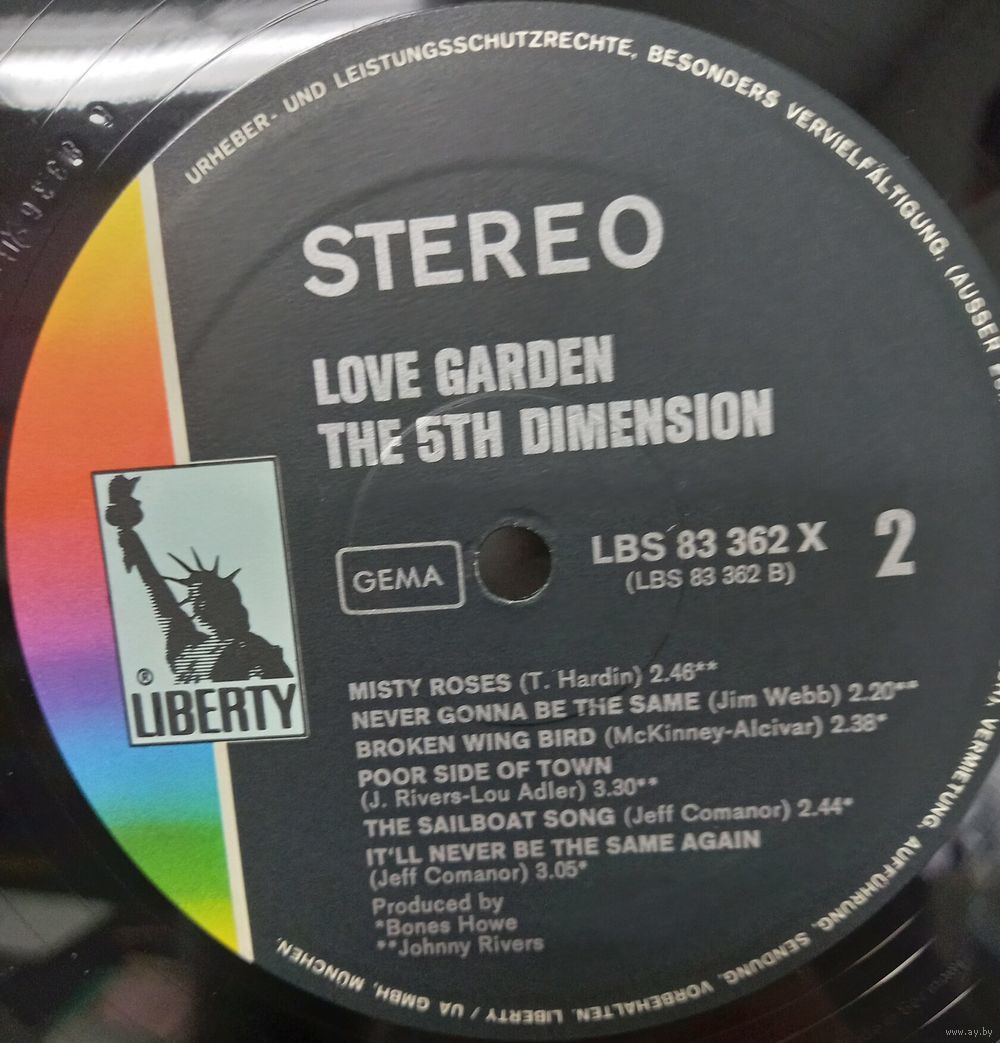 URHEBER- UND LEISTUNGSSCHUTZRECHTE, BESONDERS VERVIELFÄLTIGUNG, (AUSSER
VERMIETUNG, AUFFÜHRUNG, SENDUNG, VORBEHALTEN. LIBERTY / UA GMBH, MÜNCHEN.
STEREO
LOVE GARDEN
THE 5TH DIMENSION
GEMA
LBS 83 362 X
2
(LBS 83 362 B)
® LIBERTY
MISTY ROSES (T. Hardin) 2.46**
NEVER GONNA BE THE SAME (Jim Webb) 2.20**
BROKEN WING BIRD (McKinney-Alcivar) 2.38*
POOR SIDE OF TOWN
(J. Rivers-Lou Adler) 3.30**
THE SAILBOAT SONG (Jeff Comanor) 2.44*
IT'LL NEVER BE THE SAME AGAIN
(Jeff Comanor) 3.05*
Produced by
*Bones Howe
**Johnny Rivers
www.ay.by